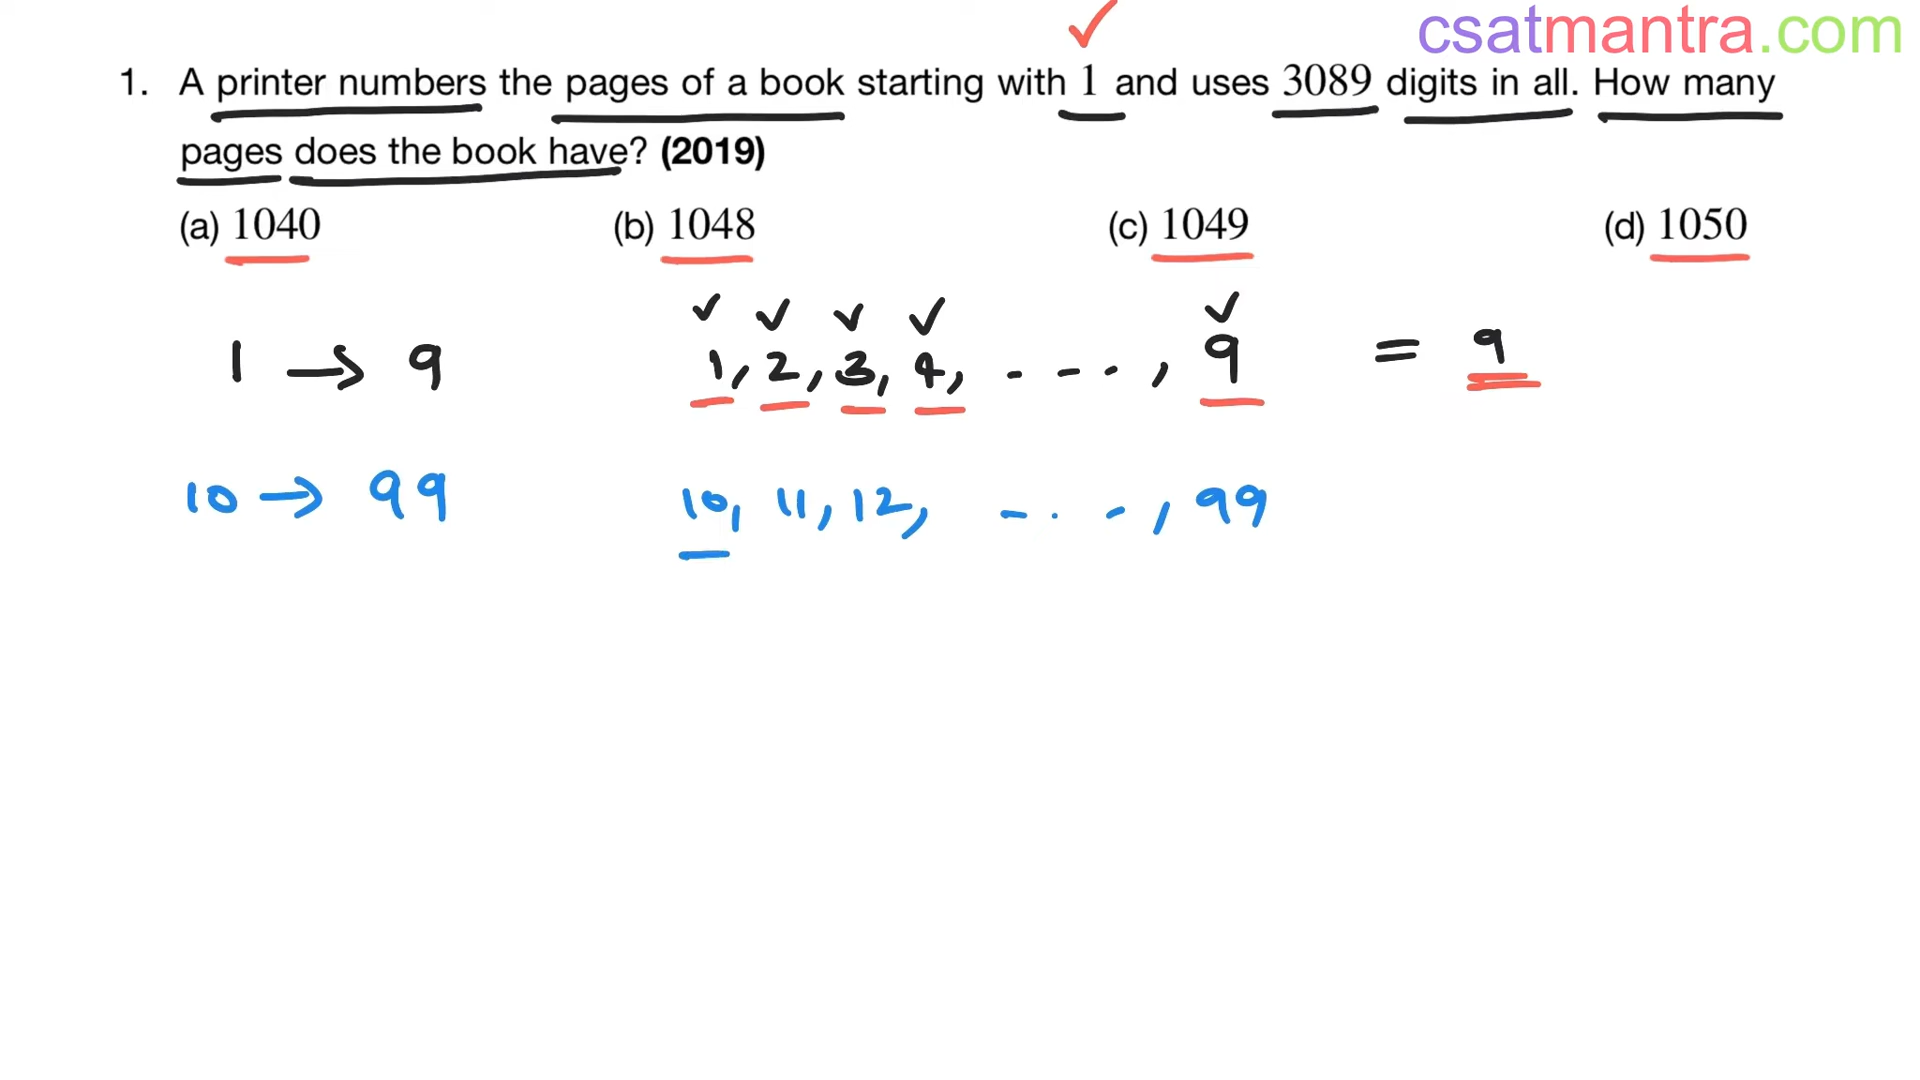 csatmantra.com
1. A printer numbers the pages of a book starting with 1 and uses 3089 digits in all. How many
pages does the book have? (2019)
(a) 1040 (b) 1048 (c) 1049 (d) 1050
1 → 9 1, 2, 3, 4, - - - ., 9 = 9
10 → 99 10, 11, 12, - . - , 99